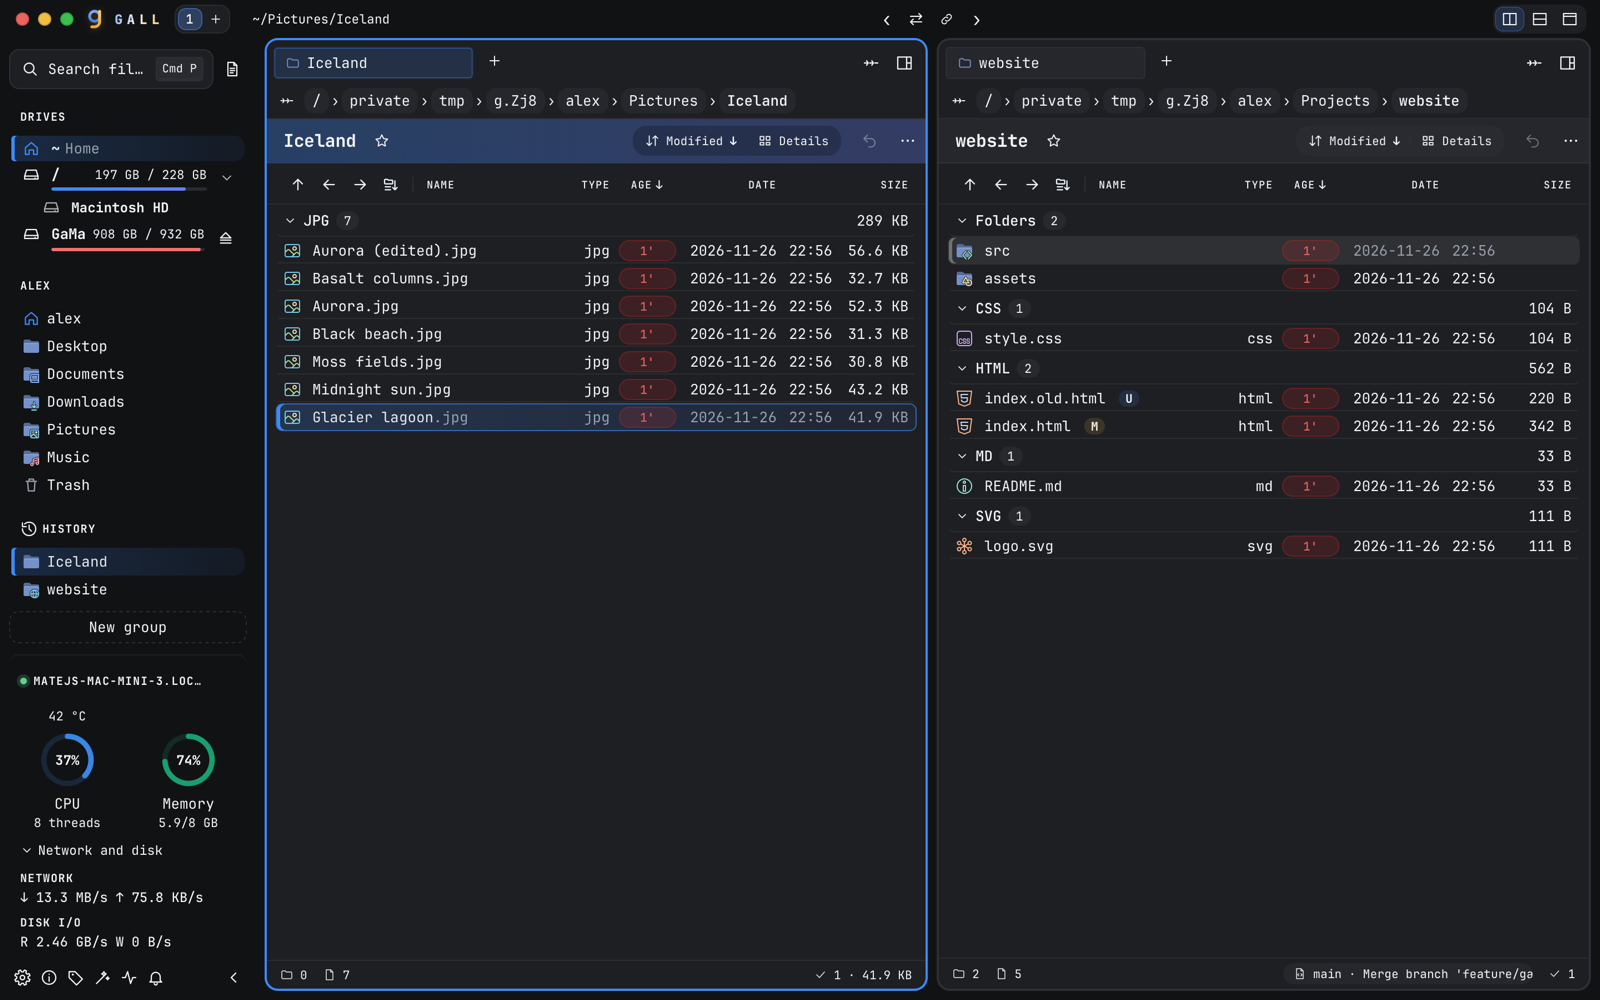 GALL
1 +
~/Pictures/Iceland
Search fil… Cmd P
DRIVES
~ Home
/ 197 GB / 228 GB
Macintosh HD
GaMa 908 GB / 932 GB
ALEX
alex
Desktop
Documents
Downloads
Pictures
Music
Trash
HISTORY
Iceland
website
New group
MATEJS-MAC-MINI-3.LOC…
42 °C
37% 74%
CPU Memory
8 threads 5.9/8 GB
Network and disk
NETWORK
↓ 13.3 MB/s ↑ 75.8 KB/s
DISK I/O
R 2.46 GB/s W 0 B/s
Iceland +
/ › private › tmp › g.Zj8 › alex › Pictures › Iceland
Iceland Modified ↓ Details
NAME TYPE AGE↓ DATE SIZE
JPG 7 289 KB
Aurora (edited).jpg jpg 1' 2026-11-26 22:56 56.6 KB
Basalt columns.jpg jpg 1' 2026-11-26 22:56 32.7 KB
Aurora.jpg jpg 1' 2026-11-26 22:56 52.3 KB
Black beach.jpg jpg 1' 2026-11-26 22:56 31.3 KB
Moss fields.jpg jpg 1' 2026-11-26 22:56 30.8 KB
Midnight sun.jpg jpg 1' 2026-11-26 22:56 43.2 KB
Glacier lagoon.jpg jpg 1' 2026-11-26 22:56 41.9 KB
0 7 ✓ 1 · 41.9 KB
website +
/ › private › tmp › g.Zj8 › alex › Projects › website
website Modified ↓ Details
NAME TYPE AGE↓ DATE SIZE
Folders 2
src 1' 2026-11-26 22:56
assets 1' 2026-11-26 22:56
CSS 1 104 B
style.css css 1' 2026-11-26 22:56 104 B
HTML 2 562 B
index.old.html U html 1' 2026-11-26 22:56 220 B
index.html M html 1' 2026-11-26 22:56 342 B
MD 1 33 B
README.md md 1' 2026-11-26 22:56 33 B
SVG 1 111 B
logo.svg svg 1' 2026-11-26 22:56 111 B
2 5 main · Merge branch 'feature/ga ✓ 1